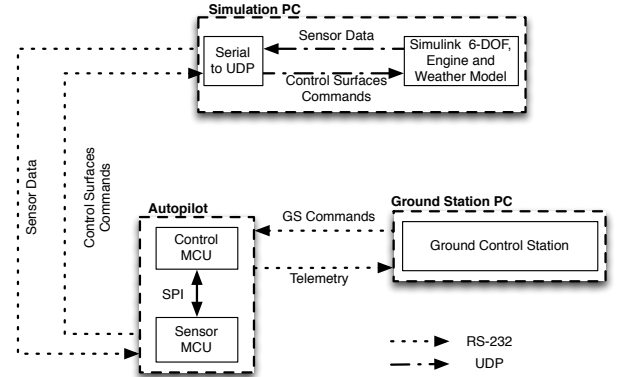 Simulation PC
Sensor Data
Serial
to UDP
Simulink 6-DOF,
Engine and
Weather Model
Control Surfaces
Commands
Sensor Data
Control Surfaces
Commands
Autopilot
Control
MCU
SPI
Sensor
MCU
GS Commands
Telemetry
Ground Station PC
Ground Control Station
RS-232
UDP